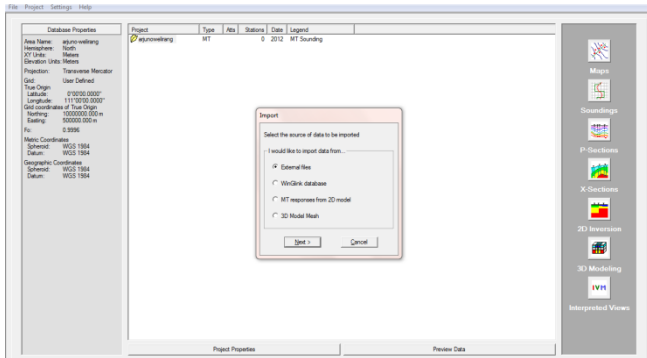 File Project Settings Help
Database Properties
Area Name: arjuno-welirang
Hemisphere: North
XY Units: Meters
Elevation Units: Meters
Projection: Transverse Mercator
Grid: User Defined
True Origin:
Latitude: 0°00'00.0000"
Longitude: 111°00'00.0000"
Grid coordinates of True Origin
Northing: 10000000.000 m
Easting: 500000.000 m
Fo: 0.9996
Metric Coordinates
Spheroid: WGS 1984
Datum: WGS 1984
Geographic Coordinates
Spheroid: WGS 1984
Datum: WGS 1984
Project Type Atts Stations Date Legend
arjunowelirang MT 0 2012 MT Sounding
Import
Select the source of data to be imported
I would like to import data from...
External files
WinGlink database
MT responses from 2D model
3D Model Mesh
Next >
Cancel
Project Properties
Preview Data
Maps
Soundings
P-Sections
X-Sections
2D Inversion
3D Modeling
IVM
Interpreted Views